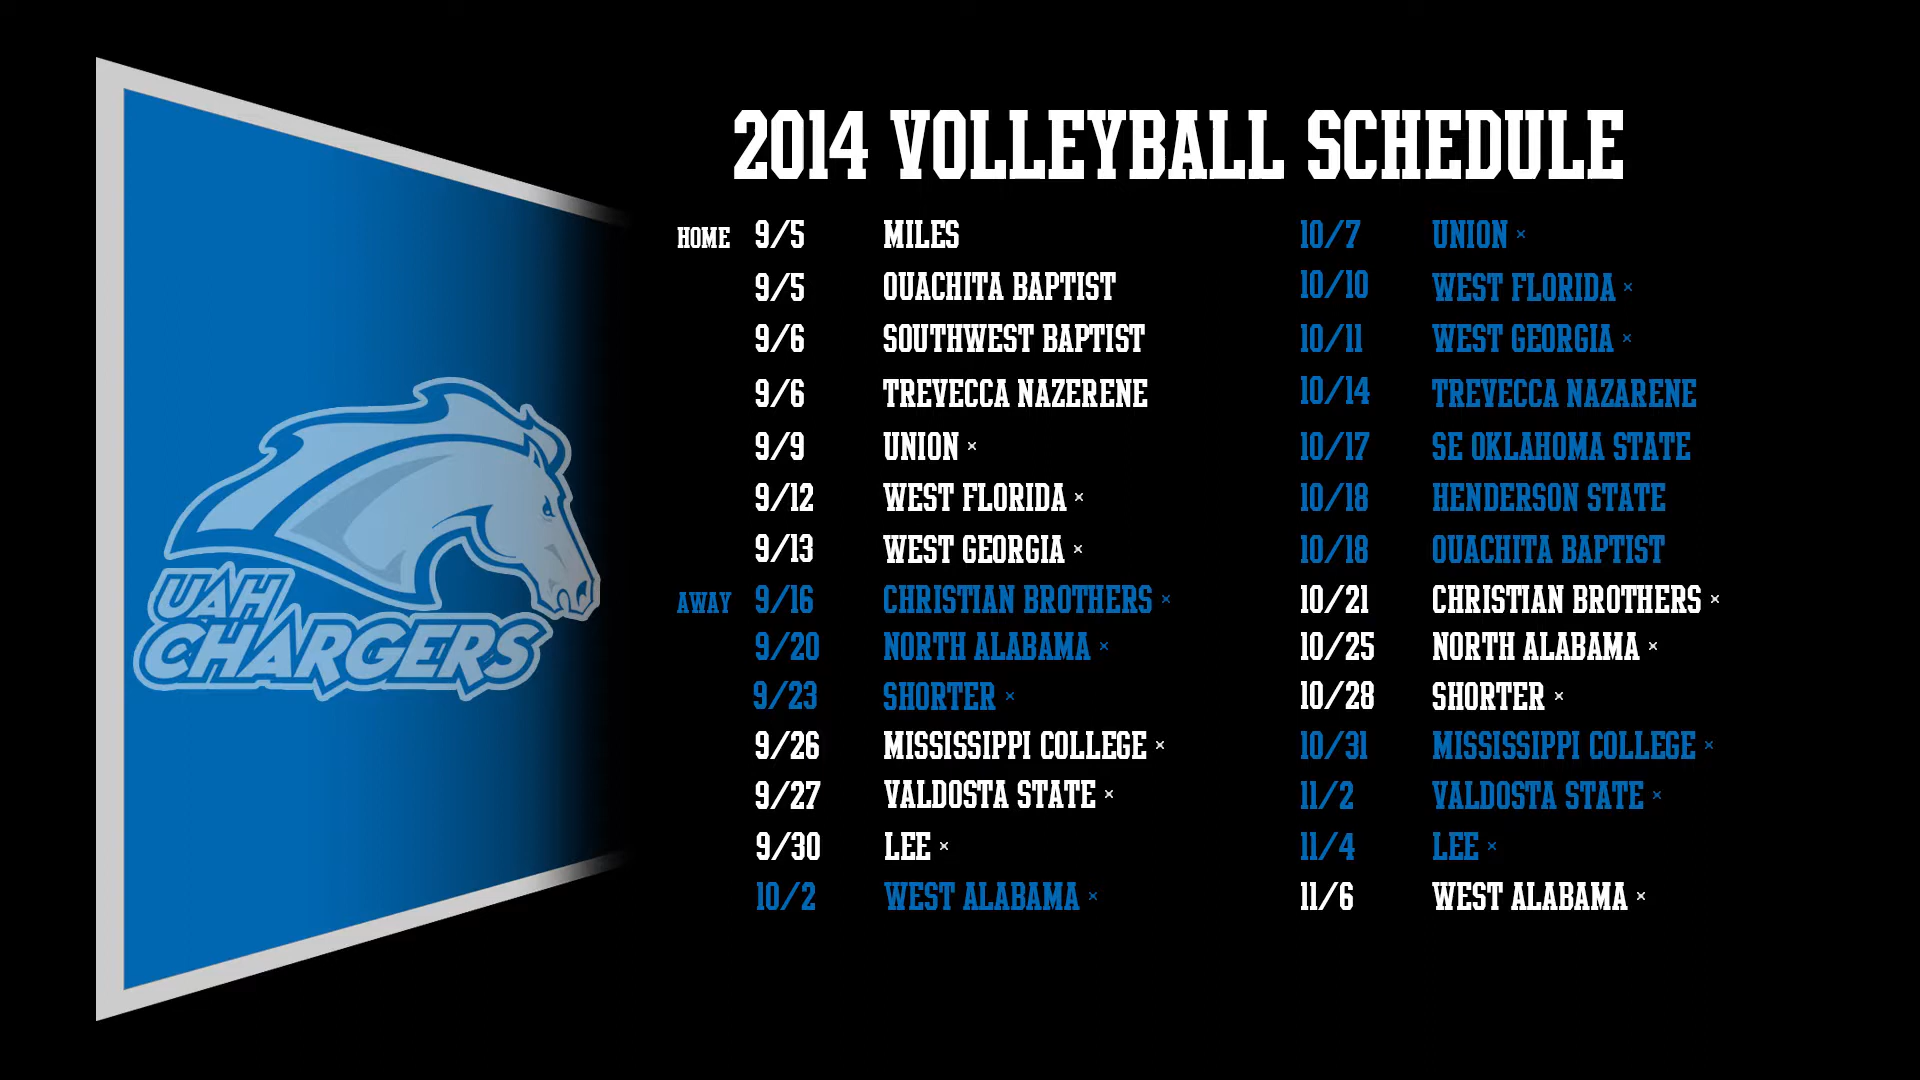 2014 VOLLEYBALL SCHEDULE
HOME 9/5 MILES
9/5 OUACHITA BAPTIST
9/6 SOUTHWEST BAPTIST
9/6 TREVECCA NAZERENE
9/9 UNION ×
9/12 WEST FLORIDA ×
9/13 WEST GEORGIA ×
AWAY 9/16 CHRISTIAN BROTHERS ×
9/20 NORTH ALABAMA ×
9/23 SHORTER ×
9/26 MISSISSIPPI COLLEGE ×
9/27 VALDOSTA STATE ×
9/30 LEE ×
10/2 WEST ALABAMA ×
10/7 UNION ×
10/10 WEST FLORIDA ×
10/11 WEST GEORGIA ×
10/14 TREVECCA NAZARENE
10/17 SE OKLAHOMA STATE
10/18 HENDERSON STATE
10/18 OUACHITA BAPTIST
10/21 CHRISTIAN BROTHERS ×
10/25 NORTH ALABAMA ×
10/28 SHORTER ×
10/31 MISSISSIPPI COLLEGE ×
11/2 VALDOSTA STATE ×
11/4 LEE ×
11/6 WEST ALABAMA ×
UAH
CHARGERS